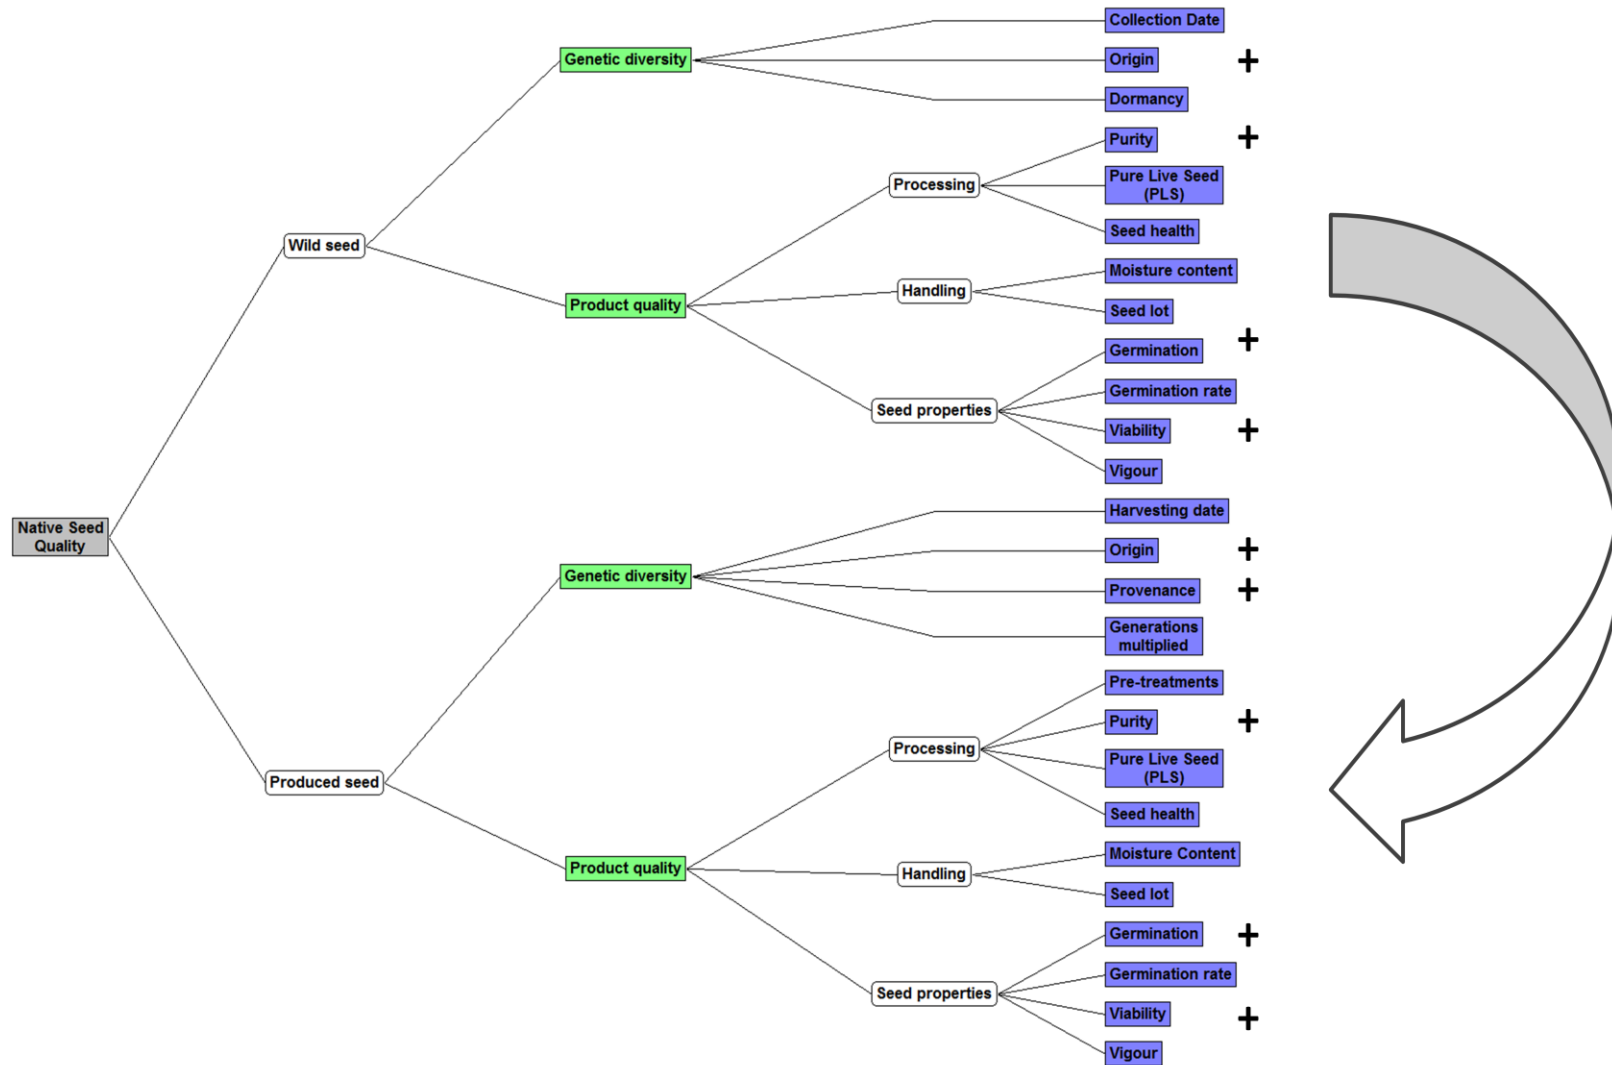 Collection Date
Genetic diversity
Origin
+
Dormancy
Purity
+
Processing
Pure Live Seed
(PLS)
Seed health
Wild seed
Moisture content
Handling
Product quality
Seed lot
+
Germination
Germination rate
Seed properties
Viability
+
Vigour
Harvesting date
Native Seed
Quality
Origin
+
Genetic diversity
Provenance
+
Generations
multiplied
Pre-treatments
Purity
+
Processing
Pure Live Seed
(PLS)
Produced seed
Seed health
Moisture Content
Product quality
Handling
Seed lot
Germination
+
Germination rate
Seed properties
Viability
+
Vigour